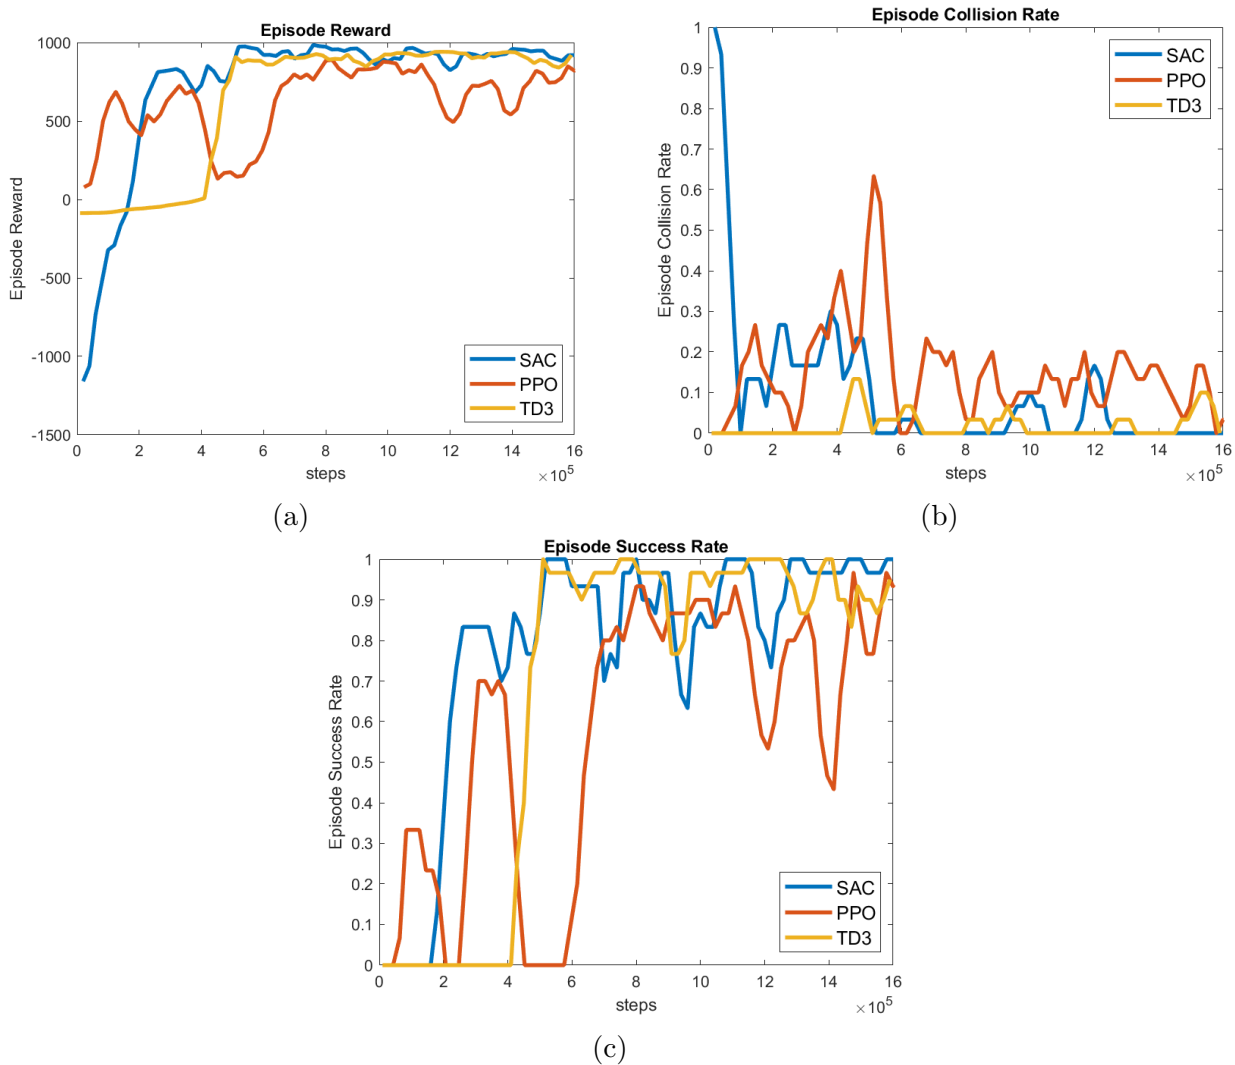 Episode Reward
Episode Reward
1000
500
0
-500
-1000
-1500
0 2 4 6 8 10 12 14 16
steps
×10^5
SAC
PPO
TD3
(a)
Episode Collision Rate
Episode Collision Rate
1
0.9
0.8
0.7
0.6
0.5
0.4
0.3
0.2
0.1
0
0 2 4 6 8 10 12 14 16
steps
×10^5
SAC
PPO
TD3
(b)
Episode Success Rate
Episode Success Rate
1
0.9
0.8
0.7
0.6
0.5
0.4
0.3
0.2
0.1
0
0 2 4 6 8 10 12 14 16
steps
×10^5
SAC
PPO
TD3
(c)